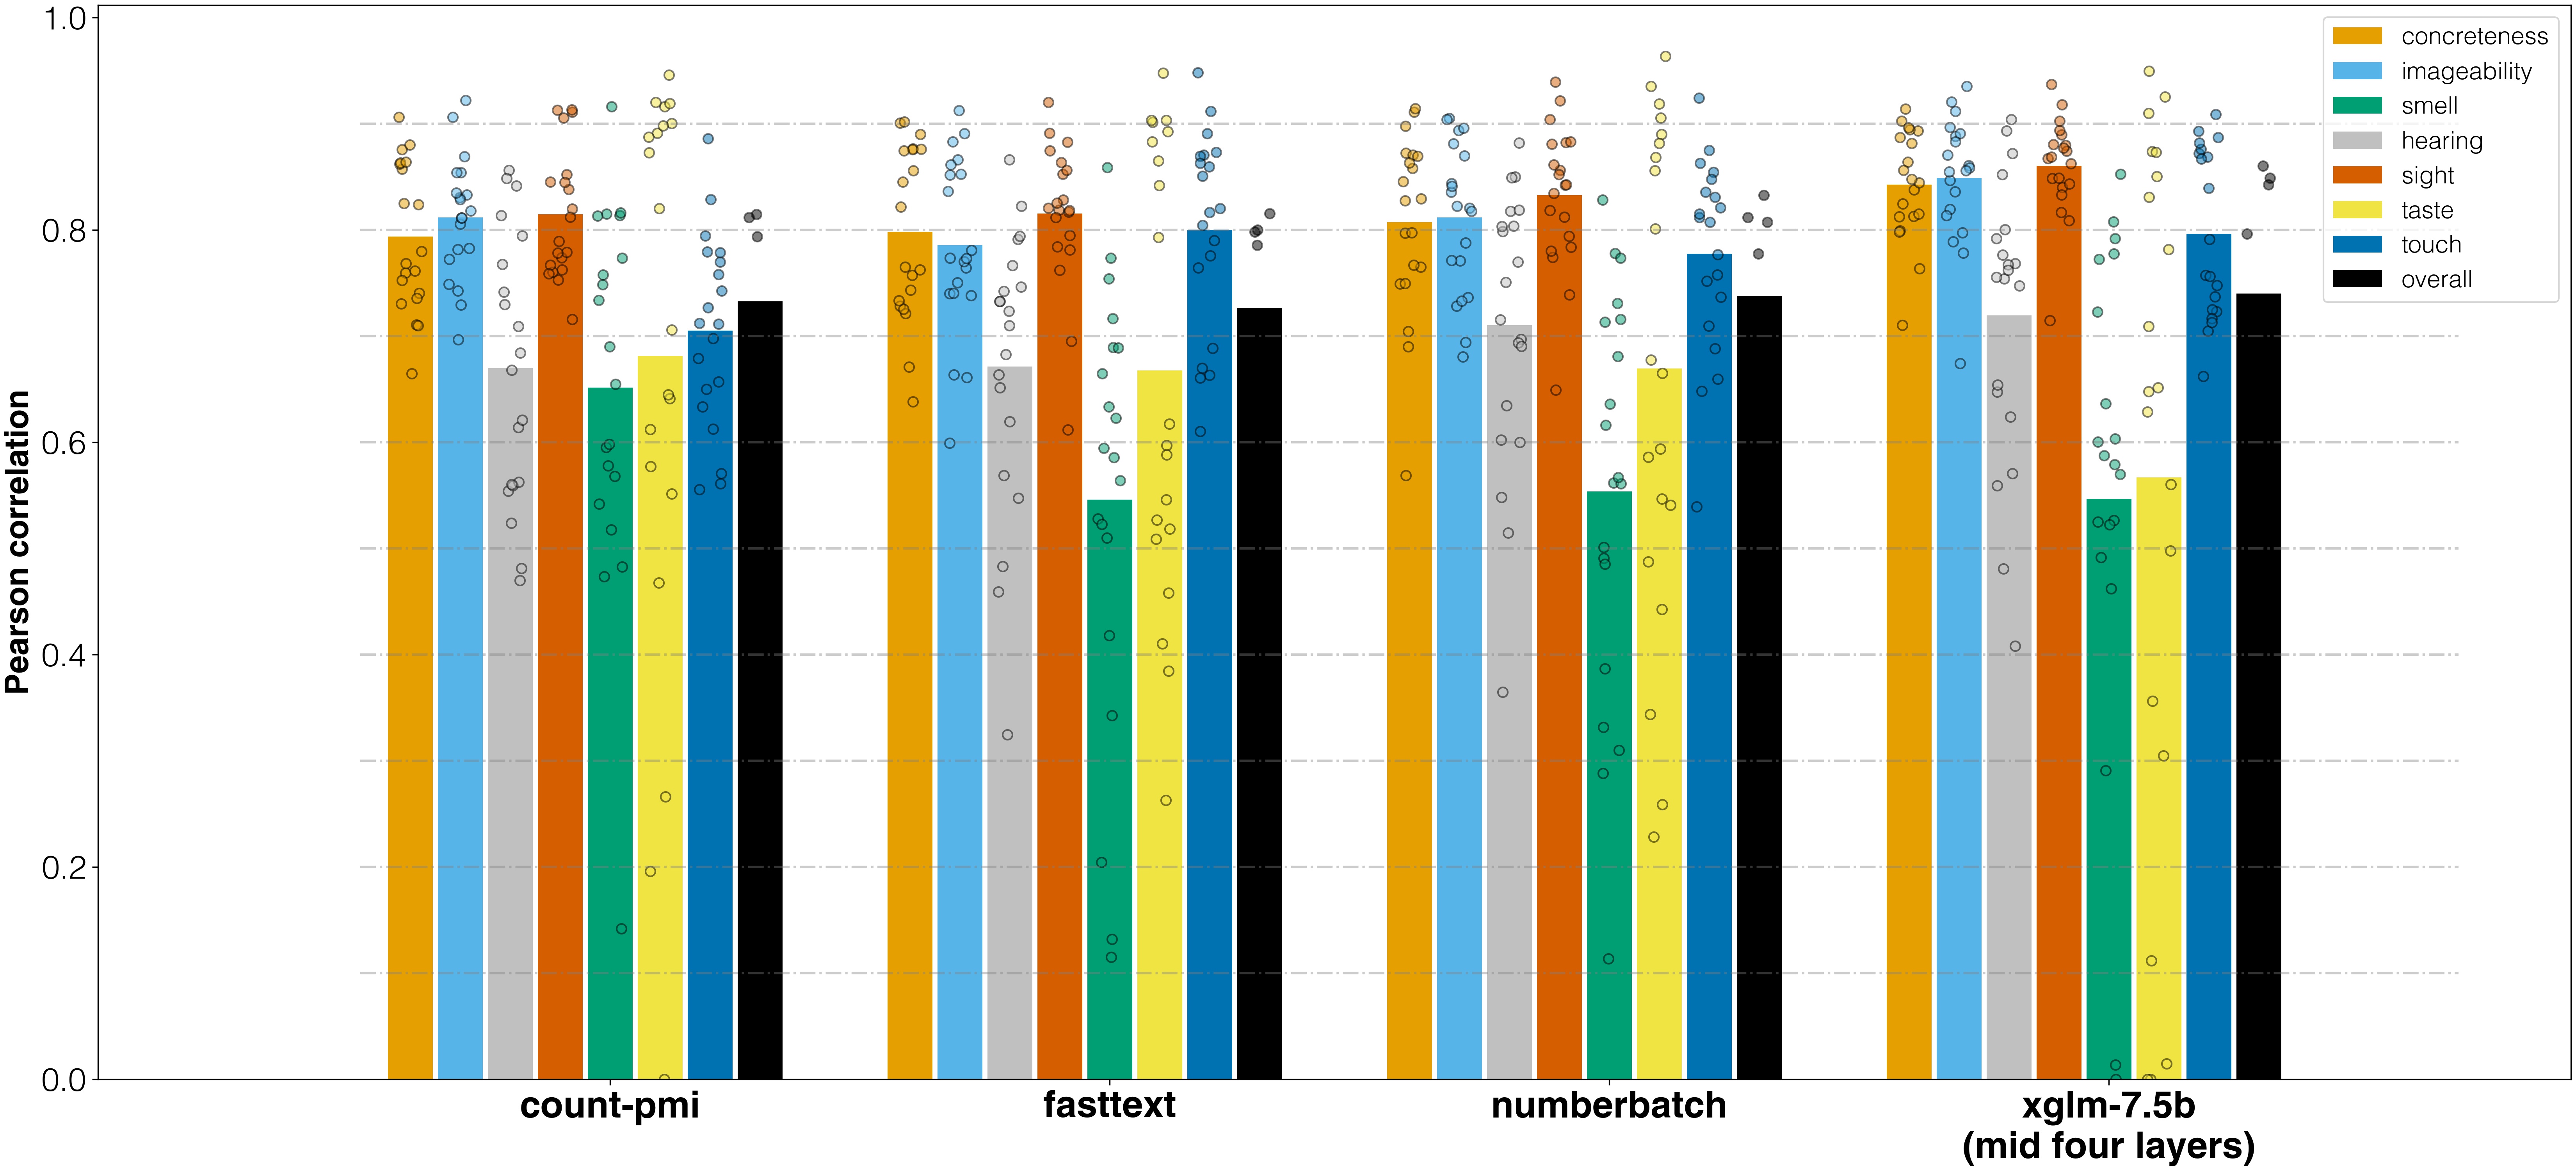 1.0
0.8
0.6
0.4
0.2
0.0
Pearson correlation
concreteness
imageability
smell
hearing
sight
taste
touch
overall
count-pmi
fasttext
numberbatch
xglm-7.5b
(mid four layers)